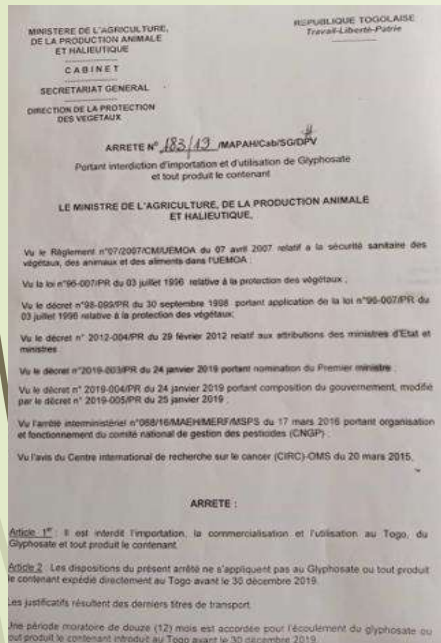 MINISTERE DE L'AGRICULTURE,
DE LA PRODUCTION ANIMALE
ET HALIEUTIQUE
CABINET
SECRETARIAT GENERAL
DIRECTION DE LA PROTECTION
DES VEGETAUX
REPUBLIQUE TOGOLAISE
Travail-Liberté-Patrie
ARRETE N° 183/19 /MAPAH/Cab/SG/DPV
Portant interdiction d'importation et d'utilisation de Glyphosate
et tout produit le contenant
LE MINISTRE DE L'AGRICULTURE, DE LA PRODUCTION ANIMALE
ET HALIEUTIQUE,
Vu le Règlement n°07/2007/CM/UEMOA du 07 avril 2007 relatif a la sécurité sanitaire des
végétaux, des animaux et des aliments dans l'UEMOA ;
Vu la loi n°96-007/PR du 03 juillet 1996 relative à la protection des végétaux ;
Vu le décret n°98-099/PR du 30 septembre 1998 portant application de la loi n°96-007/PR du
03 juillet 1996 relative à la protection des végétaux;
Vu le décret n° 2012-004/PR du 29 février 2012 relatif aux attributions des ministres d'Etat et
ministres
Vu le décret n°2019-003/PR du 24 janvier 2019 portant nomination du Premier ministre ;
Vu le décret n° 2019-004/PR du 24 janvier 2019 portant composition du gouvernement, modifié
par le décret n° 2019-005/PR du 25 janvier 2019 ;
Vu l'arrêté interministériel n°068/16/MAEH/MERF/MSPS du 17 mars 2016 portant organisation
et fonctionnement du comité national de gestion des pesticides (CNGP) ;
Vu l'avis du Centre international de recherche sur le cancer (CIRC)-OMS du 20 mars 2015,
ARRETE :
Article 1er : Il est interdit l'importation, la commercialisation et l'utilisation au Togo, du
Glyphosate et tout produit le contenant.
Article 2 : Les dispositions du présent arrêté ne s'appliquent pas au Glyphosate ou tout produit
le contenant expédié directement au Togo avant le 30 décembre 2019.
Les justificatifs résultent des derniers titres de transport.
Une période moratoire de douze (12) mois est accordée pour l'écoulement du glyphosate ou
tout produit le contenant introduit au Togo avant le 30 décembre 2019.